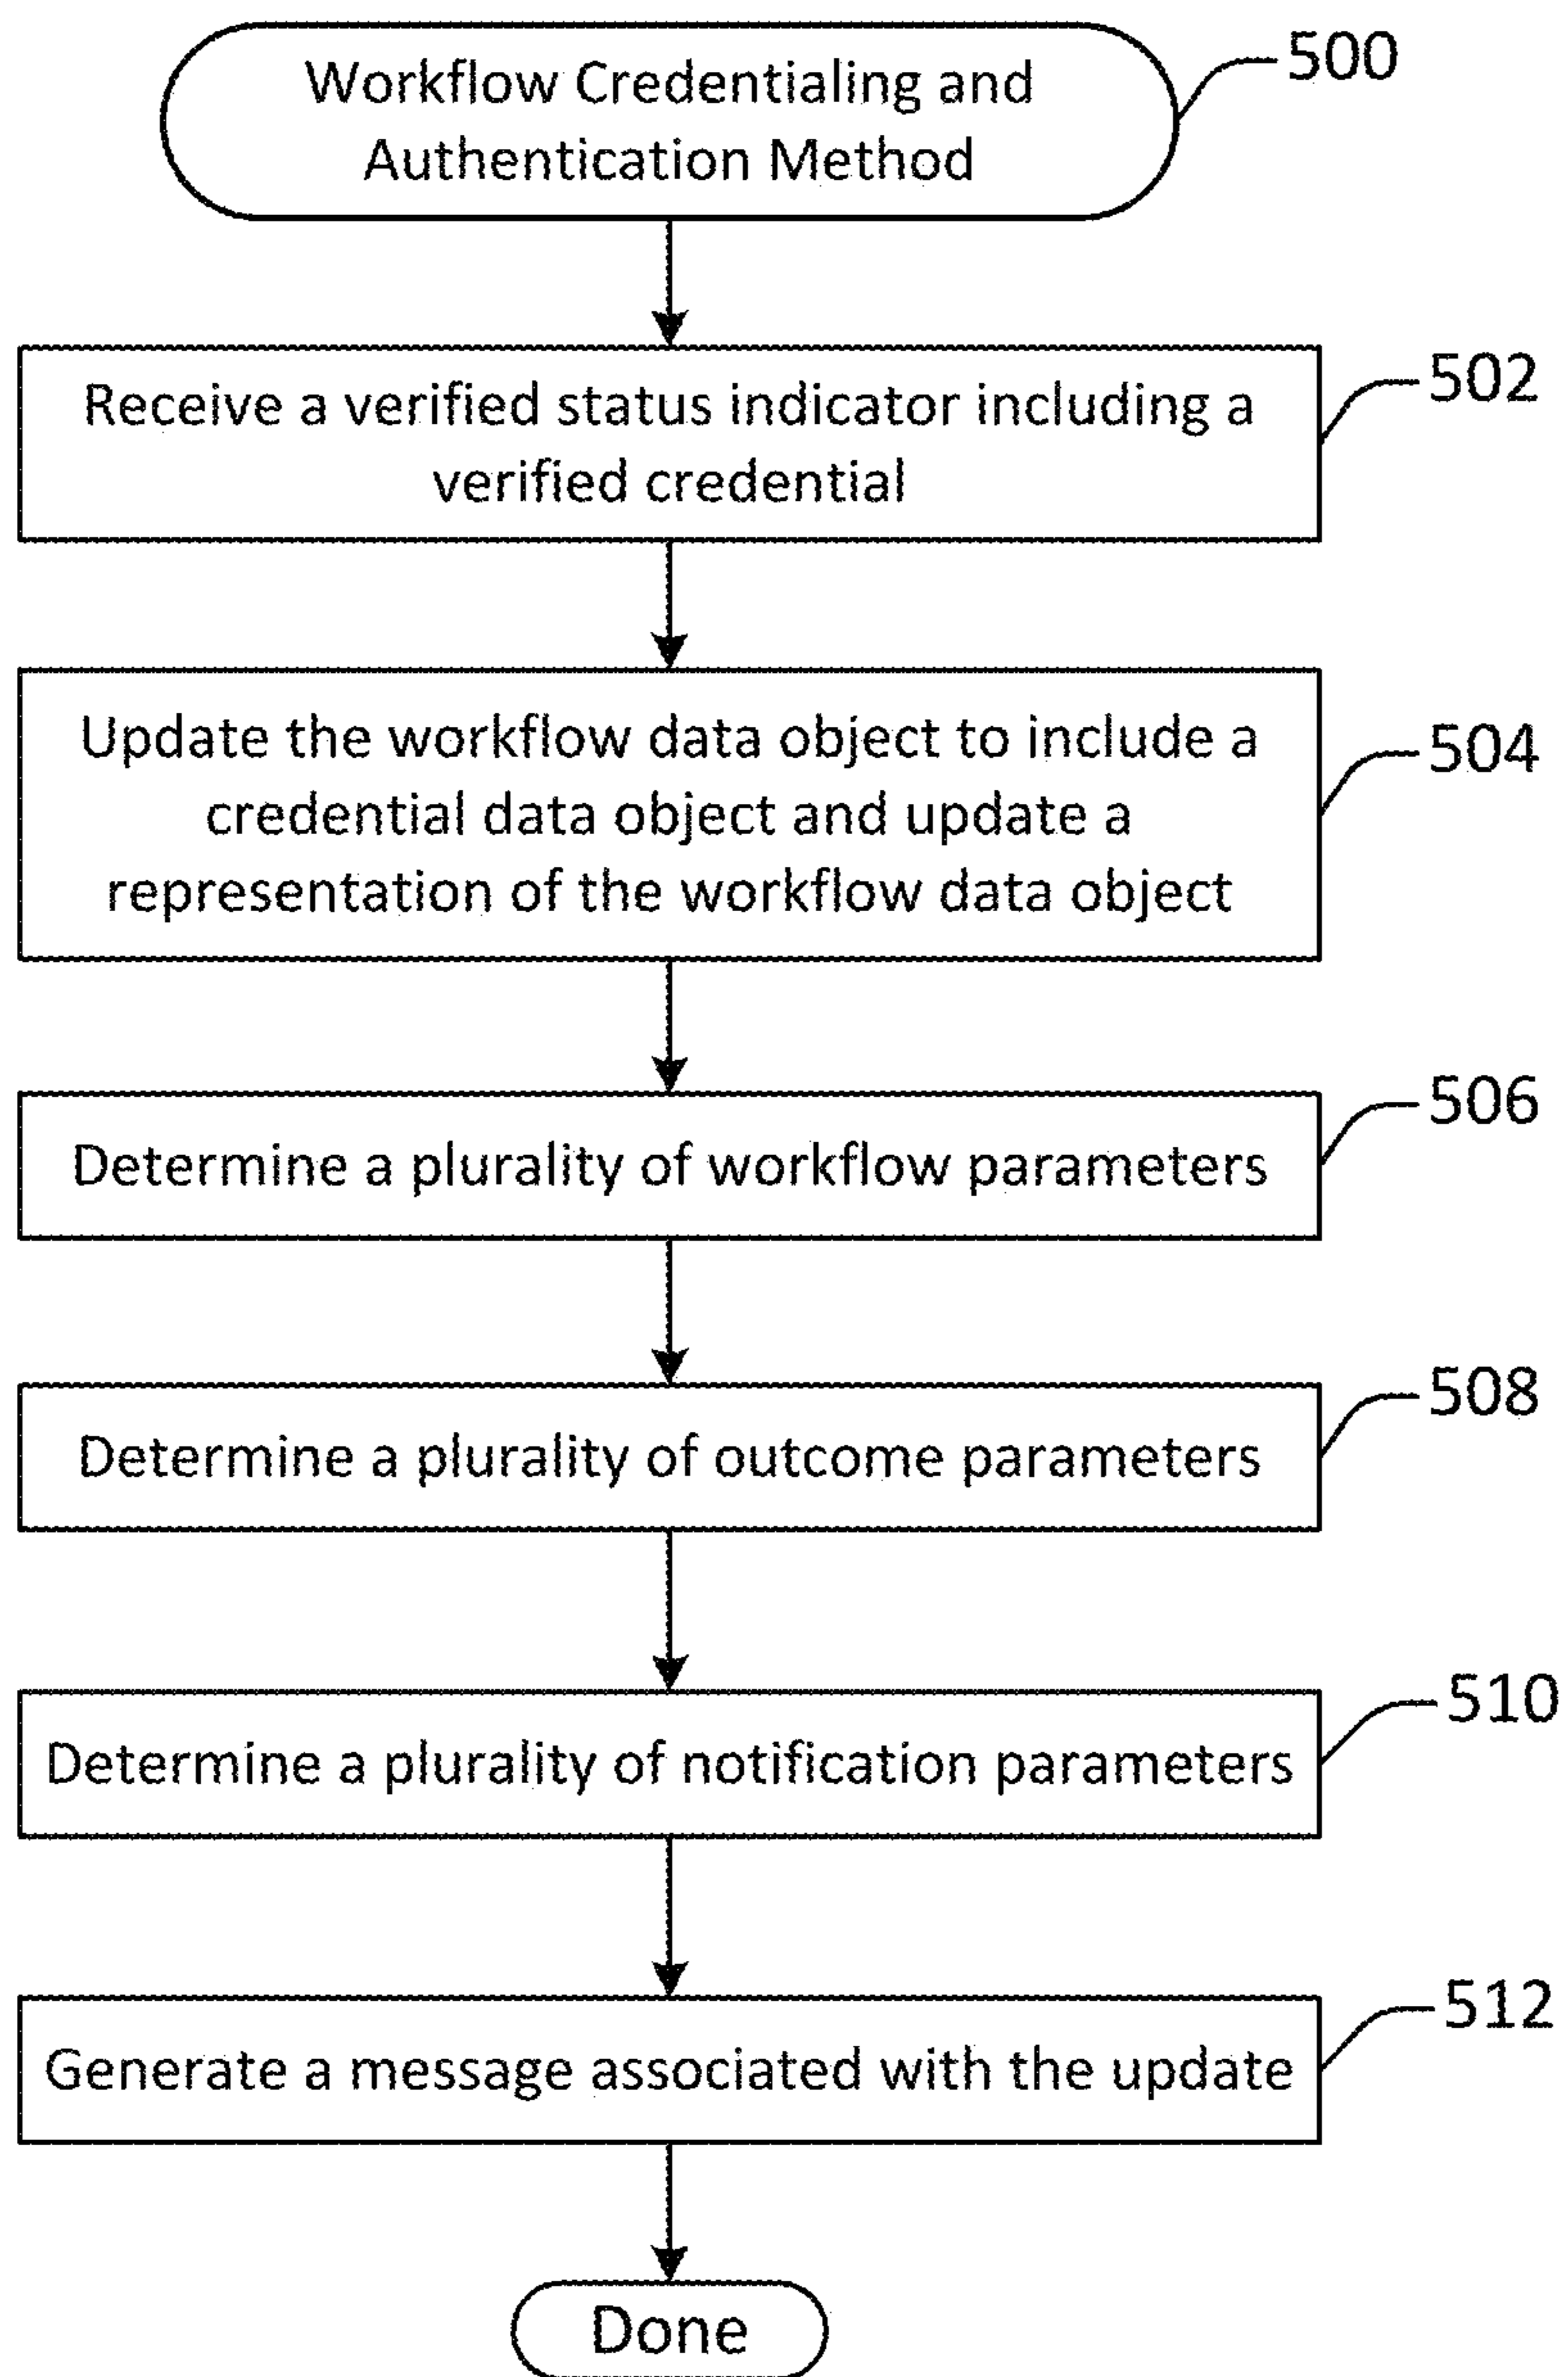 Workflow Credentialing and
Authentication Method
500
Receive a verified status indicator including a
verified credential
502
Update the workflow data object to include a
credential data object and update a
representation of the workflow data object
504
Determine a plurality of workflow parameters
506
Determine a plurality of outcome parameters
508
Determine a plurality of notification parameters
510
Generate a message associated with the update
512
Done